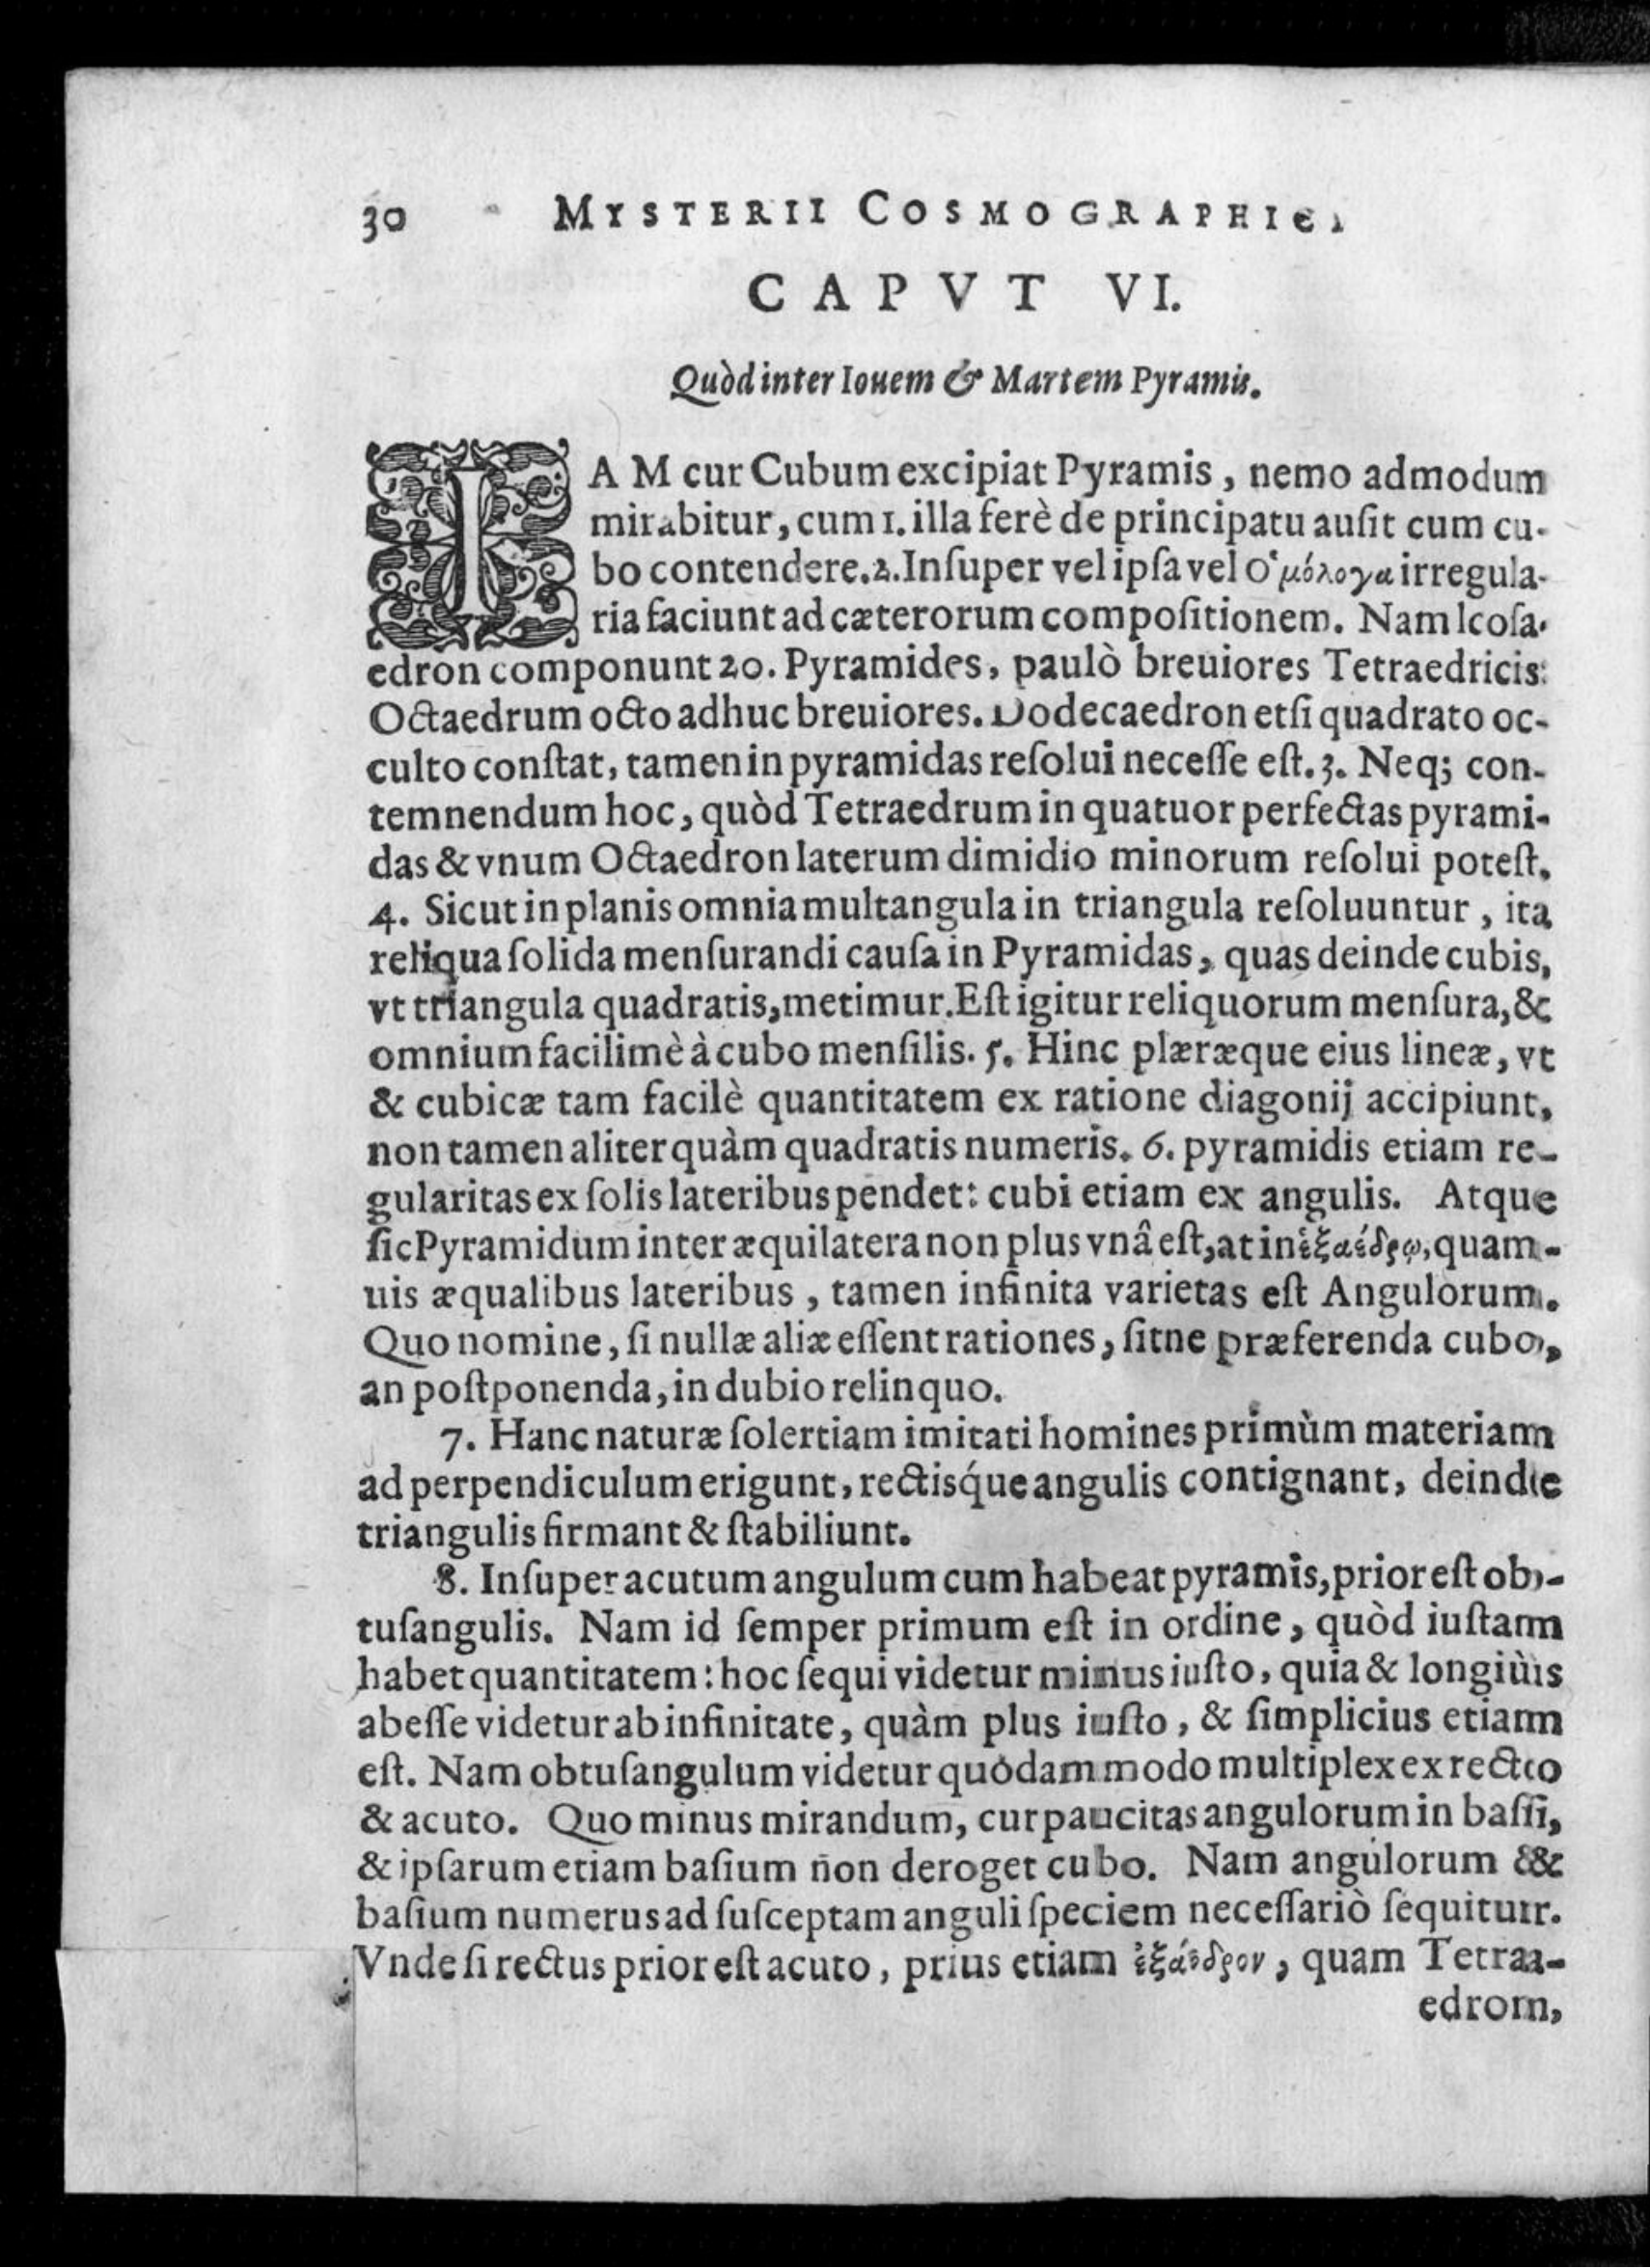 30 MYSTERII COSMOGRAPHICI
CAPVT VI.
Quòd inter Iouem & Martem Pyramis.
IAM cur Cubum excipiat Pyramis, nemo admodum
mirabitur, cum 1. illa ferè de principatu auſit cum cu-
bo contendere. 2. Inſuper vel ipſa vel ὁμόλογα irregula-
ria faciunt ad cæterorum compoſitionem. Nam Icoſa-
edron componunt 20. Pyramides, paulò breuiores Tetraedricis:
Octaedrum octo adhuc breuiores. Dodecaedron etſi quadrato oc-
culto conſtat, tamen in pyramidas reſolui neceſſe eſt. 3. Neq; con-
temnendum hoc, quòd Tetraedrum in quatuor perfectas pyrami-
das & vnum Octaedron laterum dimidio minorum reſolui poteſt.
4. Sicut in planis omnia multangula in triangula reſoluuntur, ita
reliqua ſolida menſurandi cauſa in Pyramidas, quas deinde cubis,
vt triangula quadratis, metimur. Eſt igitur reliquorum menſura, &
omnium facilimè à cubo menſilis. 5. Hinc plæræque eius lineæ, vt
& cubicæ tam facilè quantitatem ex ratione diagonij accipiunt,
non tamen aliter quàm quadratis numeris. 6. pyramidis etiam re-
gularitas ex ſolis lateribus pendet: cubi etiam ex angulis. Atque
ſic Pyramidum inter æquilatera non plus vnâ eſt, at in ἑξαέδρῳ, quam-
uis æqualibus lateribus, tamen infinita varietas eſt Angulorum.
Quo nomine, ſi nullæ aliæ eſſent rationes, ſitne præferenda cubo,
an poſtponenda, in dubio relinquo.
7. Hanc naturæ ſolertiam imitati homines primùm materiam
ad perpendiculum erigunt, rectisq́ue angulis contignant, deinde
triangulis firmant & ſtabiliunt.
8. Inſuper acutum angulum cum habeat pyramis, prior eſt ob-
tuſangulis. Nam id ſemper primum eſt in ordine, quòd iuſtam
habet quantitatem: hoc ſequi videtur minus iuſto, quia & longiùs
abeſſe videtur ab infinitate, quàm plus iuſto, & ſimplicius etiam
eſt. Nam obtuſangulum videtur quòdammodo multiplex ex recto
& acuto. Quo minus mirandum, cur paucitas angulorum in baſſi,
& ipſarum etiam baſium non deroget cubo. Nam angulorum &
baſium numerus ad ſuſceptam anguli ſpeciem neceſſariò ſequitur.
Vnde ſi rectus prior eſt acuto, prius etiam ἑξάεδρον, quam Tetra-
edrom,